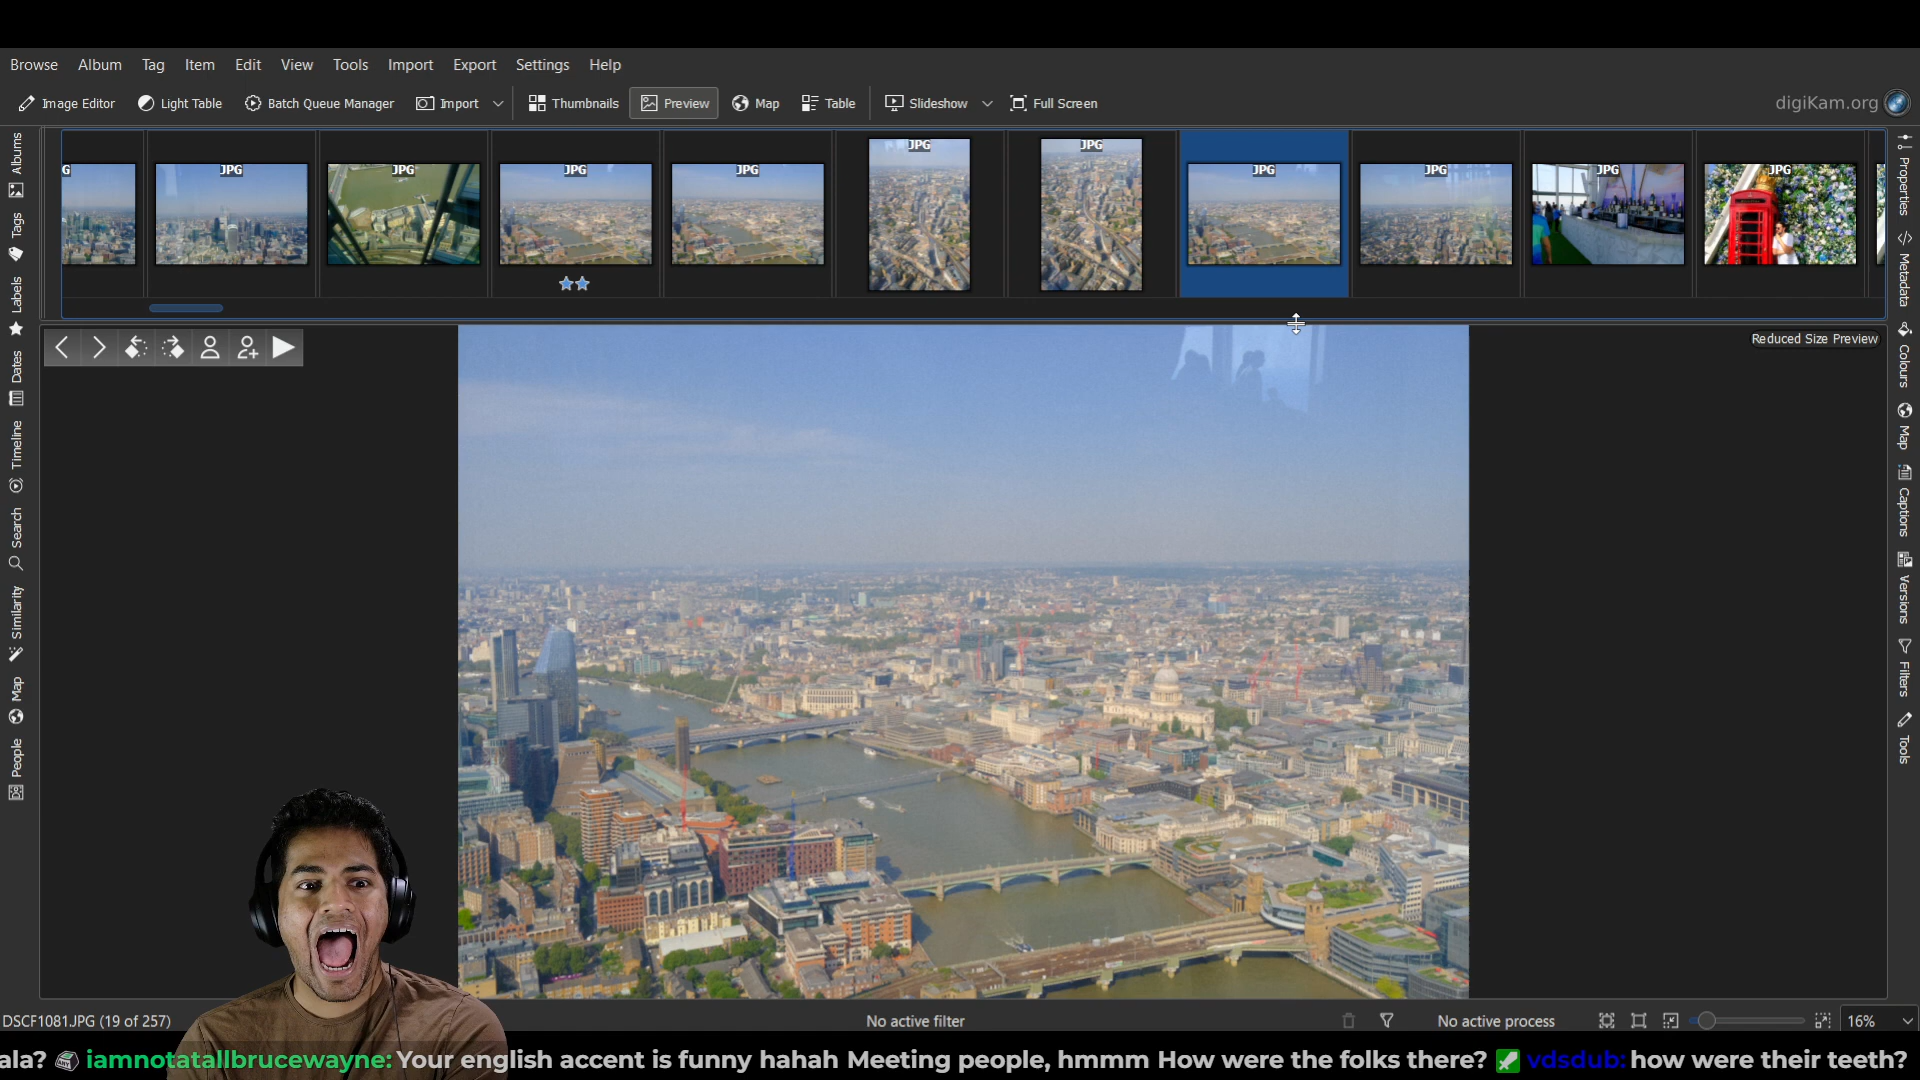 Browse Album Tag Item Edit View Tools Import Export Settings Help
Image Editor Light Table Batch Queue Manager Import Thumbnails Preview Map Table Slideshow Full Screen digiKam.org
G JPG JPG JPG JPG JPG JPG JPG JPG JPG JPG
Reduced Size Preview
Albums
Tags
Labels
Dates
Timeline
Search
Similarity
Map
People
Properties
Metadata
Colours
Map
Captions
Versions
Filters
Tools
DSCF1081.JPG (19 of 257) No active filter No active process 16%
ala? iamnotatallbrucewayne: Your english accent is funny hahah Meeting people, hmmm How were the folks there? vdsdub: how were their teeth?